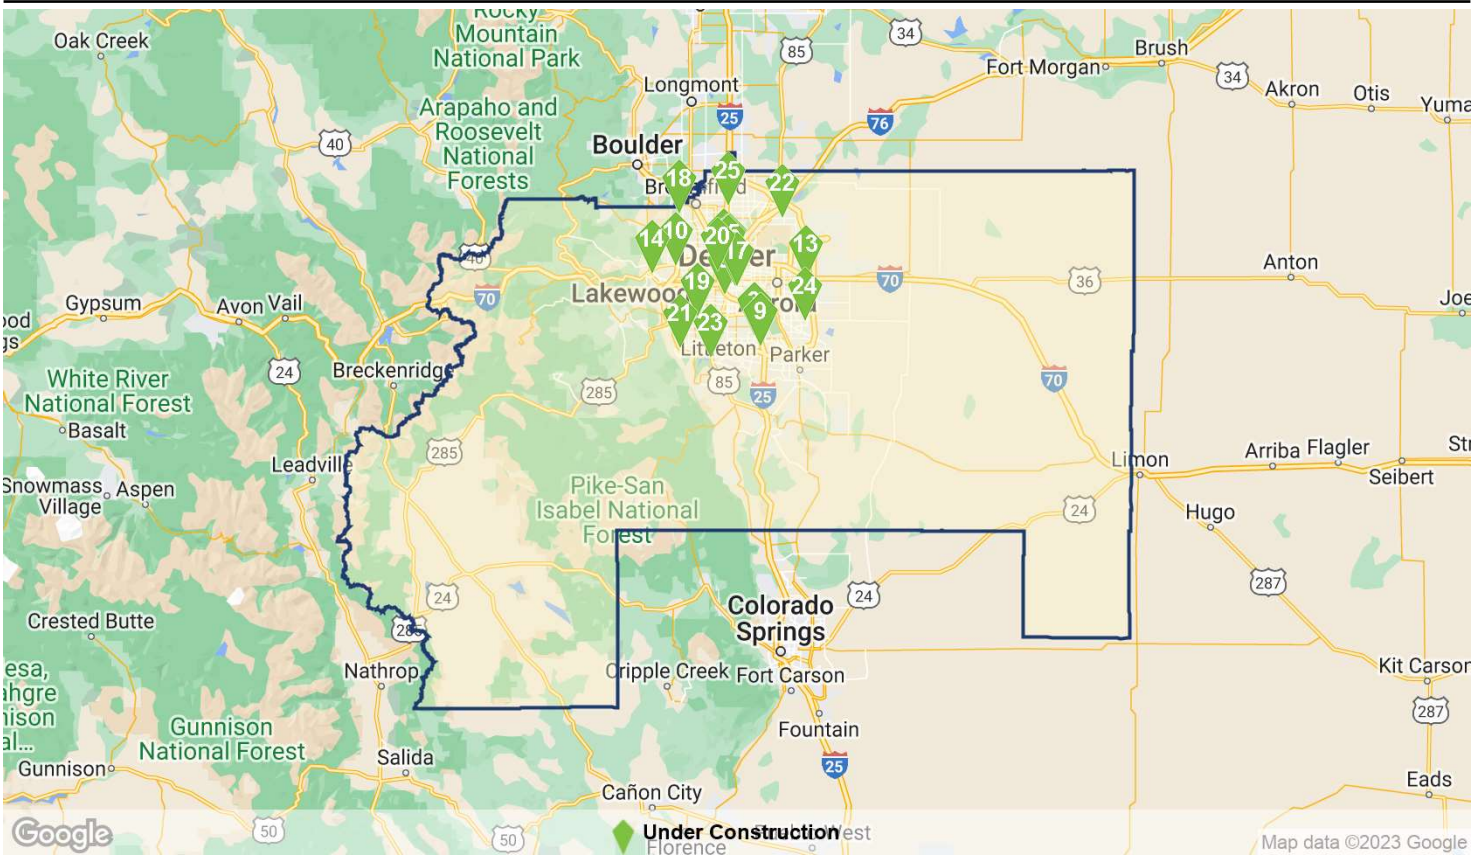 Rocky
Mountain
National Park
Oak Creek
34
85
Brush
Fort Morgan
34
Longmont
Akron
Otis
Yuma
Arapaho and
Roosevelt
National
Forests
25
76
40
Boulder
18
25
22
14
10
20
17
13
Anton
36
70
70
Lakewood
19
24
Gypsum
Avon
Vail
21
23
9
Littleton
Parker
24
Breckenridg
White River
National Forest
285
85
25
70
Basalt
285
Leadville
Limon
Arriba
Flagler
Seibert
Snowmass
Village
Aspen
Pike-San
Isabel National
Forest
24
Hugo
24
Colorado
Springs
24
287
Crested Butte
285
Nathrop
Cripple Creek
Fort Carson
Kit Carson
287
Gunnison
National Forest
Fountain
Salida
25
Gunnison
Cañon City
Eads
Google
50
50
Under Construction
Florence
West
Map data ©2023 Google